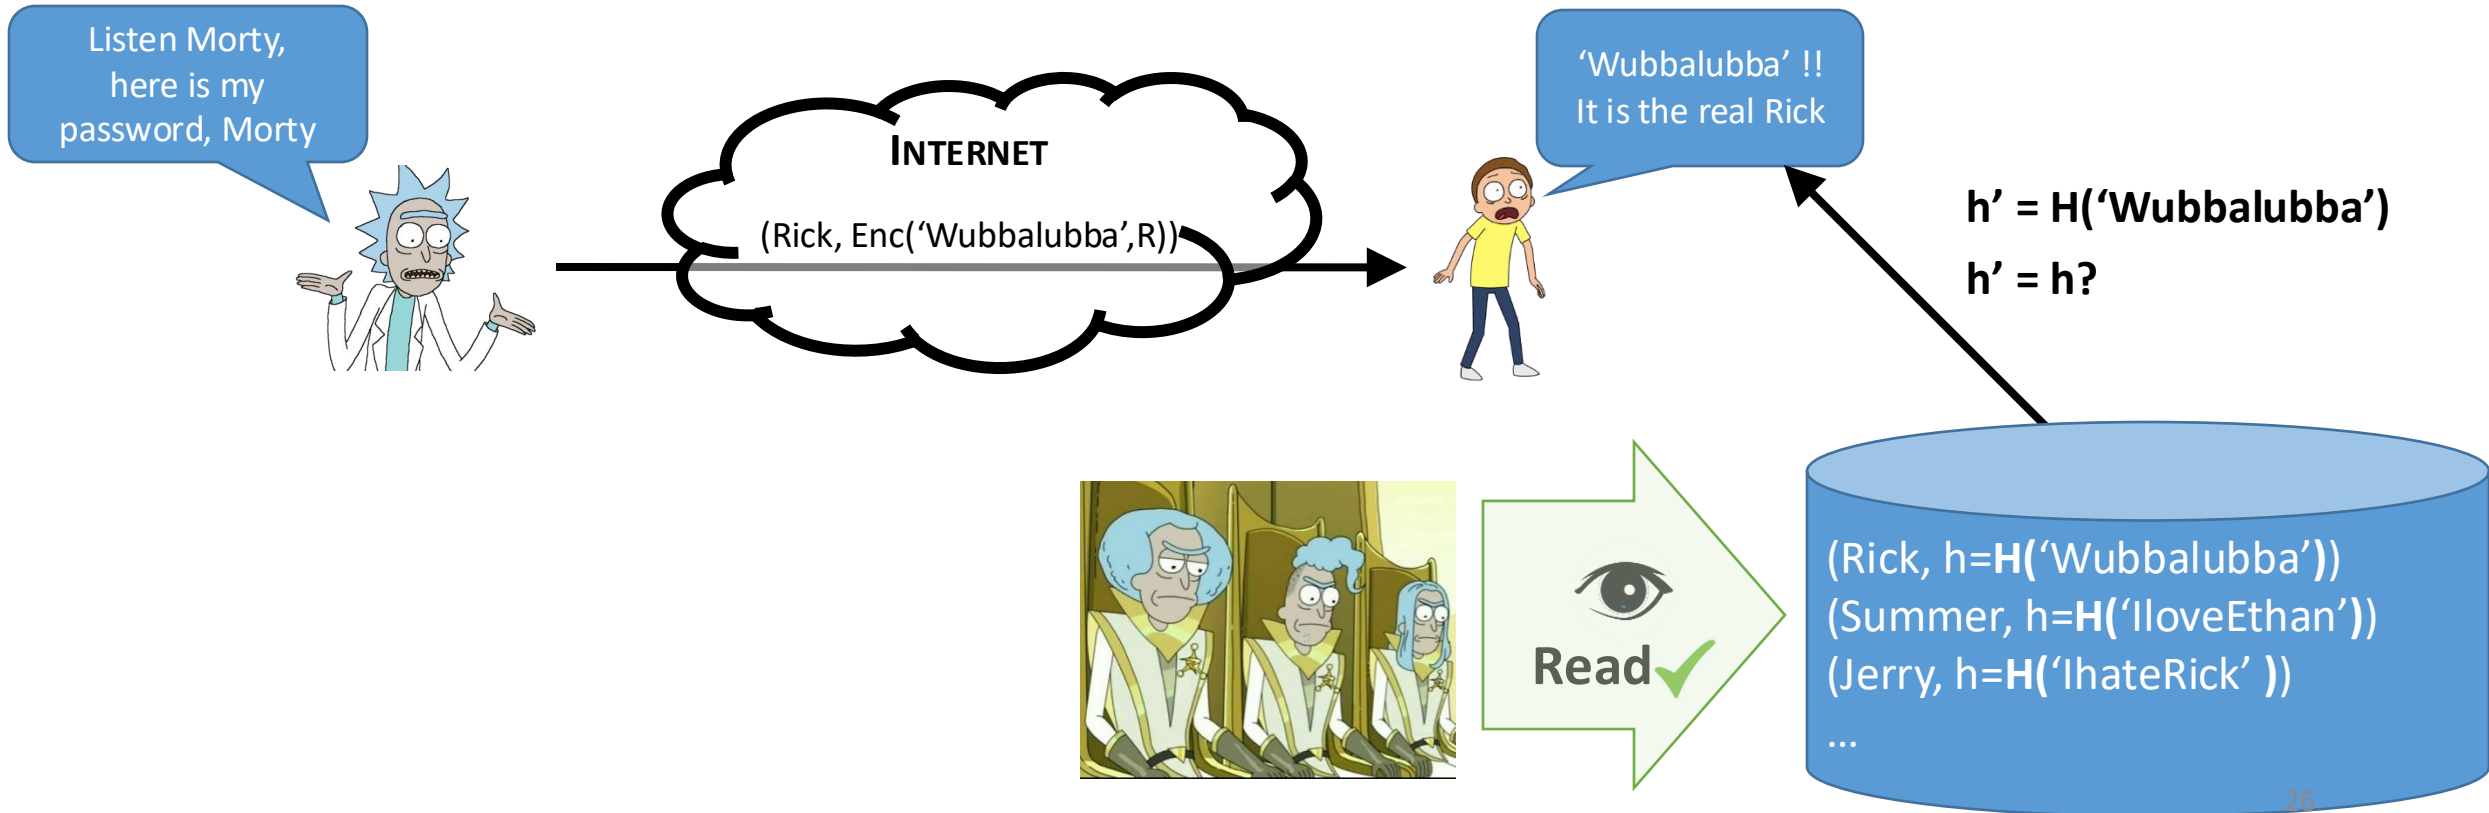 Listen Morty,
here is my
password, Morty
INTERNET
(Rick, Enc(‘Wubbalubba’,R))
‘Wubbalubba’ !!
It is the real Rick
h’ = H(‘Wubbalubba’)
h’ = h?
Read
(Rick, h=H(‘Wubbalubba’))
(Summer, h=H(‘IloveEthan’))
(Jerry, h=H(‘IhateRick’ ))
...
26